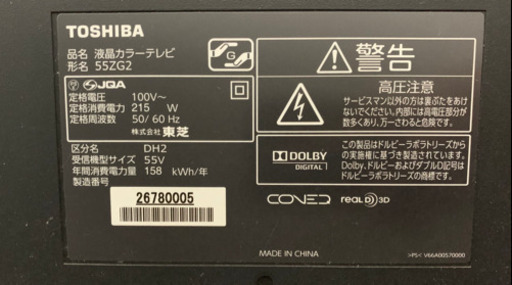 TOSHIBA
品名 液晶カラーテレビ
形名 55ZG2
G
JQA
定格電圧 100V~
定格消費電力 215 W
定格周波数 50/60 Hz
株式会社 東芝
区分名 DH2
受信機型サイズ 55V
年間消費電力量 158 kWh/年
製造番号
26780005
警告
高圧注意
サービスマン以外の方は裏ぶたをあけ
ないでください。内部には高電圧部分が
数多くあり、万一さわると危険です。
DOLBY
DIGITAL
この製品はドルビーラボラトリーズから
の実施権に基づき製造されています。
Dolby、ドルビーおよびダブルD記号は
ドルビーラボラトリーズの商標です。
CONEQ
REAL D 3D
MADE IN CHINA
>PS< V66A00570000